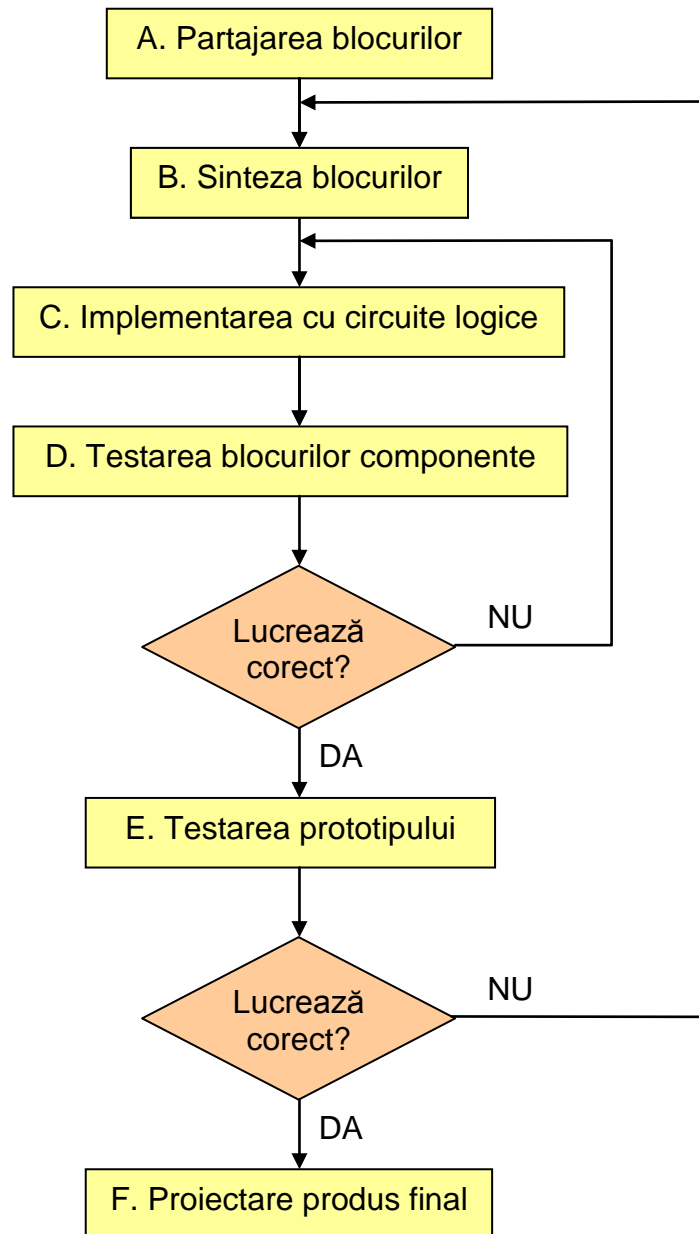 A. Partajarea blocurilor
B. Sinteza blocurilor
C. Implementarea cu circuite logice
D. Testarea blocurilor componente
Lucrează
corect?
NU
DA
E. Testarea prototipului
Lucrează
corect?
NU
DA
F. Proiectare produs final